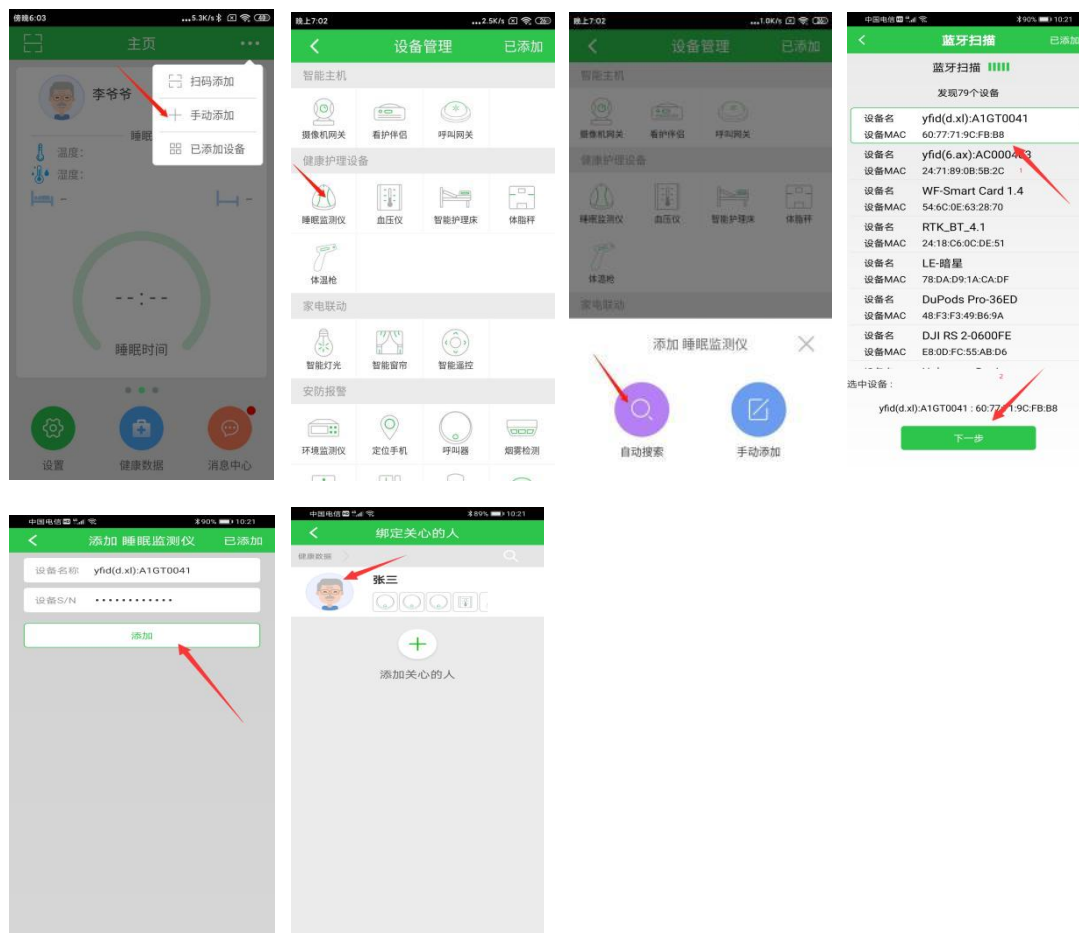 傍晚6:03
...5.3K/s
主页
李爷爷
扫码添加
手动添加
已添加设备
睡眠
温度:
湿度:
--:--
睡眠时间
设置
健康数据
消息中心
晚上7:02
...2.5K/s
设备管理
已添加
智能主机
摄像机网关
看护伴侣
呼叫网关
健康护理设备
睡眠监测仪
血压仪
智能护理床
体脂秤
体温枪
家电联动
智能灯光
智能窗帘
智能遥控
安防报警
环境监测仪
定位手机
呼叫器
烟雾检测
晚上7:02
...1.0K/s
设备管理
已添加
智能主机
摄像机网关
看护伴侣
呼叫网关
健康护理设备
睡眠监测仪
血压仪
智能护理床
体脂秤
体温枪
家电联动
添加 睡眠监测仪
自动搜索
手动添加
中国电信
90%
10:21
蓝牙扫描
已添加
蓝牙扫描
发现79个设备
设备名 yfid(d.xl):A1GT0041
设备MAC 60:77:71:9C:FB:B8
设备名 yfid(6.ax):AC000
设备MAC 24:71:89:0B:5B:2C
1
设备名 WF-Smart Card 1.4
设备MAC 54:6C:0E:63:28:70
设备名 RTK_BT_4.1
设备MAC 24:18:C6:0C:DE:51
设备名 LE-暗星
设备MAC 78:DA:D9:1A:CA:DF
设备名 DuPods Pro-36ED
设备MAC 48:F3:F3:49:B6:9A
设备名 DJI RS 2-0600FE
设备MAC E8:0D:FC:55:AB:D6
2
选中设备:
yfid(d.xl):A1GT0041 : 60:77:71:9C:FB:B8
下一步
中国电信
90%
10:21
添加 睡眠监测仪
已添加
设备名称 yfid(d.xl):A1GT0041
设备S/N ············
添加
中国电信
89%
10:21
绑定关心的人
健康数据
张三
添加关心的人